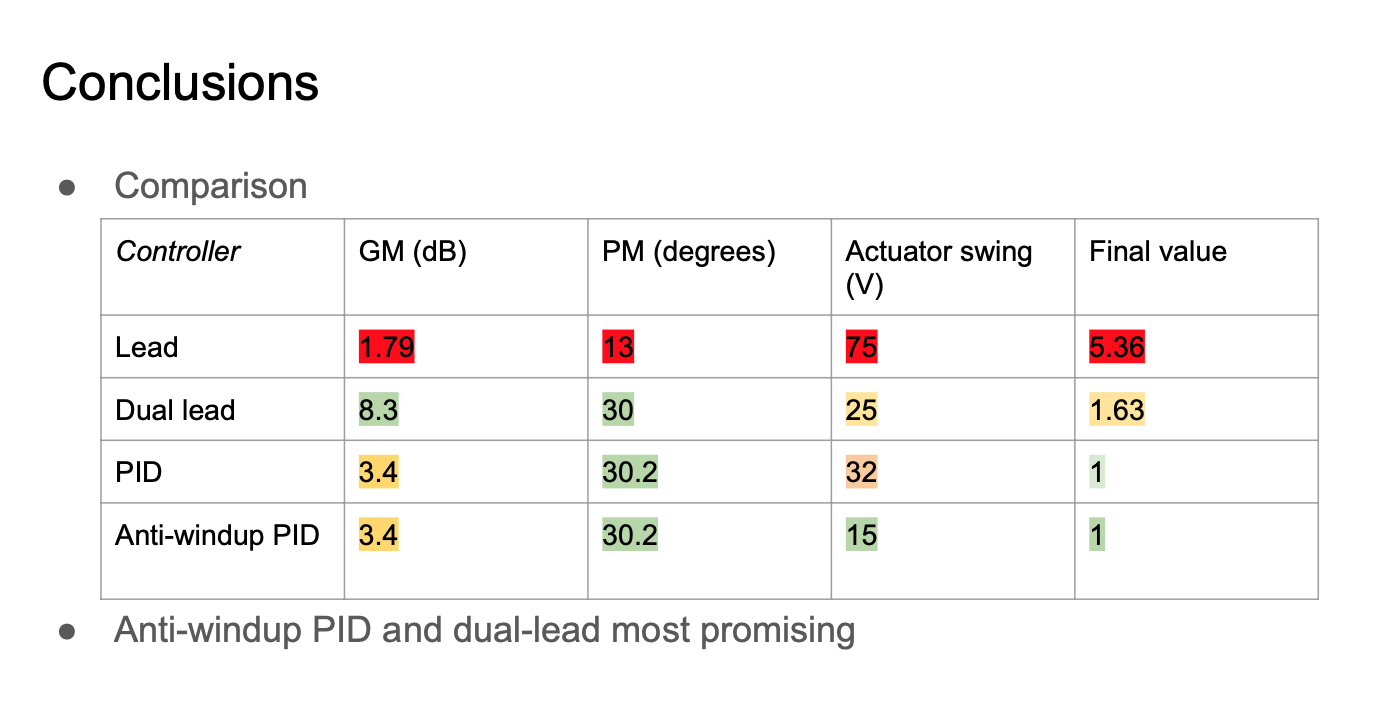 Conclusions
● Comparison
Controller GM (dB) PM (degrees) Actuator swing (V) Final value
Lead 1.79 13 75 5.36
Dual lead 8.3 30 25 1.63
PID 3.4 30.2 32 1
Anti-windup PID 3.4 30.2 15 1
● Anti-windup PID and dual-lead most promising